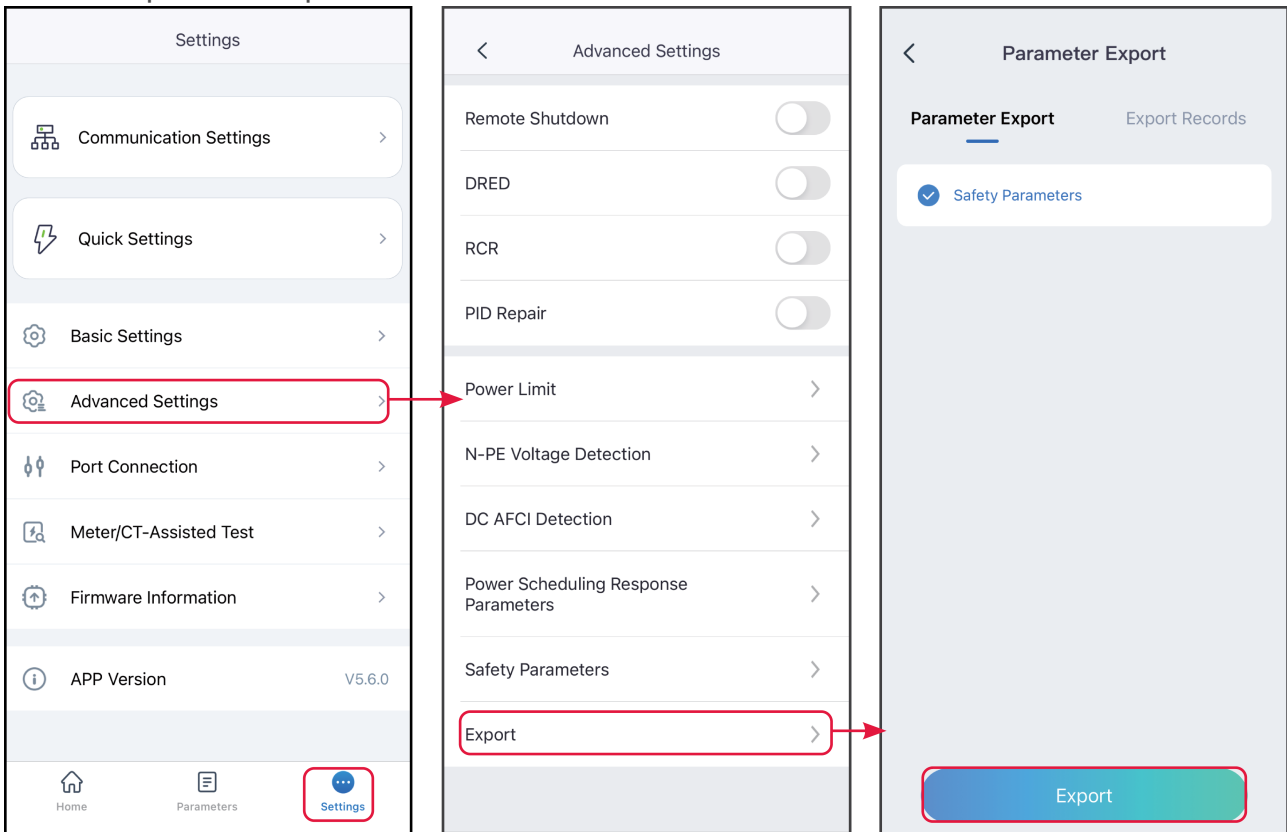 Settings
Communication Settings
Quick Settings
Basic Settings
Advanced Settings
Port Connection
Meter/CT-Assisted Test
Firmware Information
APP Version V5.6.0
Home Parameters Settings
Advanced Settings
Remote Shutdown
DRED
RCR
PID Repair
Power Limit
N-PE Voltage Detection
DC AFCI Detection
Power Scheduling Response
Parameters
Safety Parameters
Export
Parameter Export
Parameter Export Export Records
Safety Parameters
Export